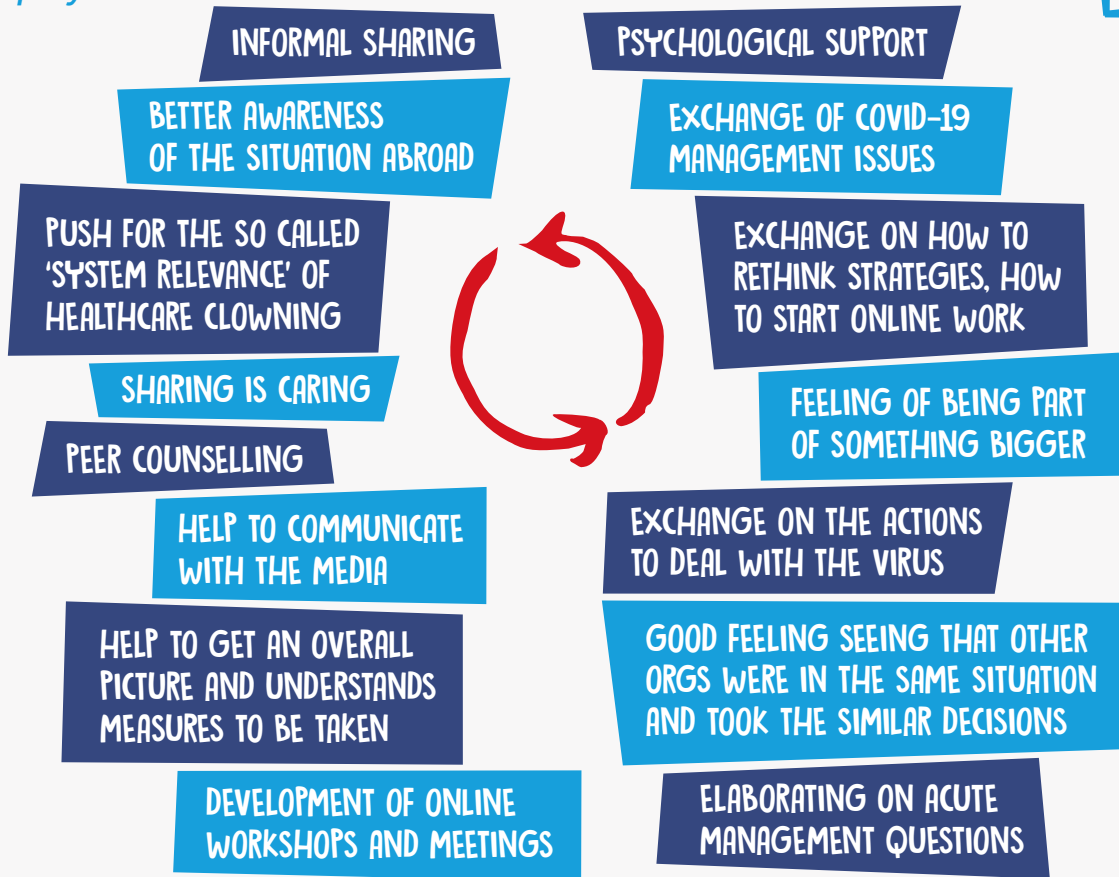 INFORMAL SHARING
BETTER AWARENESS
OF THE SITUATION ABROAD
PUSH FOR THE SO CALLED
'SYSTEM RELEVANCE' OF
HEALTHCARE CLOWNING
SHARING IS CARING
PEER COUNSELLING
HELP TO COMMUNICATE
WITH THE MEDIA
HELP TO GET AN OVERALL
PICTURE AND UNDERSTANDS
MEASURES TO BE TAKEN
DEVELOPMENT OF ONLINE
WORKSHOPS AND MEETINGS
PSYCHOLOGICAL SUPPORT
EXCHANGE OF COVID-19
MANAGEMENT ISSUES
EXCHANGE ON HOW TO
RETHINK STRATEGIES, HOW
TO START ONLINE WORK
FEELING OF BEING PART
OF SOMETHING BIGGER
EXCHANGE ON THE ACTIONS
TO DEAL WITH THE VIRUS
GOOD FEELING SEEING THAT OTHER
ORGS WERE IN THE SAME SITUATION
AND TOOK THE SIMILAR DECISIONS
ELABORATING ON ACUTE
MANAGEMENT QUESTIONS